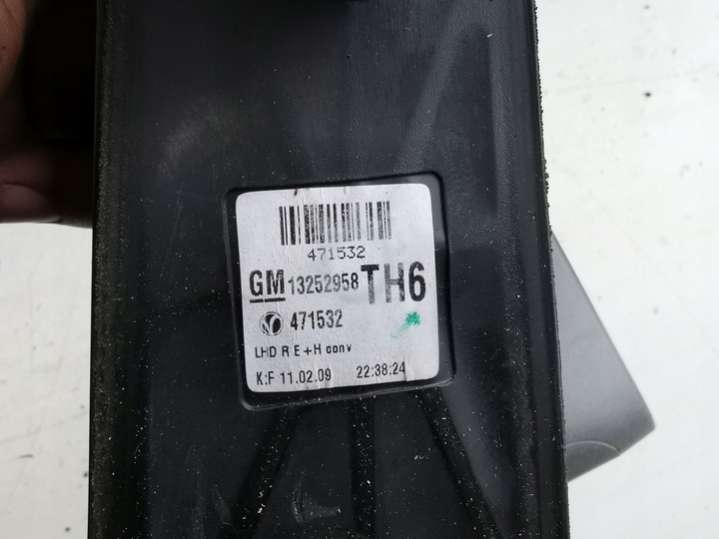 471532
GM 13252958 TH6
471532
LHD R E+H conv
K:F 11.02.09 22:38:24